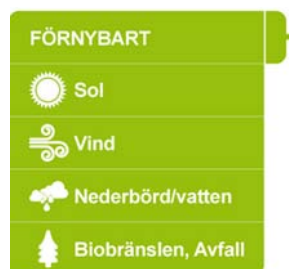 FÖRNYBART
Sol
Vind
Nederbörd/vatten
Biobränslen, Avfall